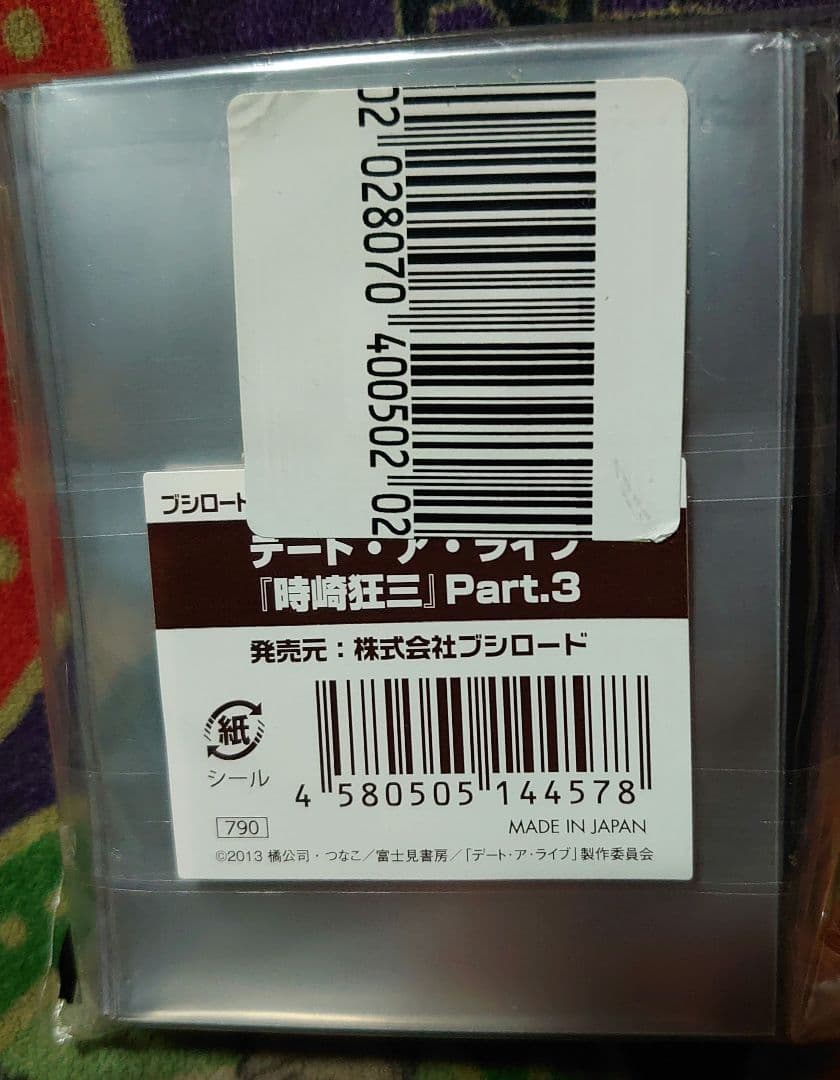 02 028070 400502 02
ブシロード
デート・ア・ライブ
『時崎狂三』Part.3
発売元：株式会社ブシロード
紙
シール
4 580505 144578
790
MADE IN JAPAN
©2013 橘公司・つなこ／富士見書房／「デート・ア・ライブ」製作委員会